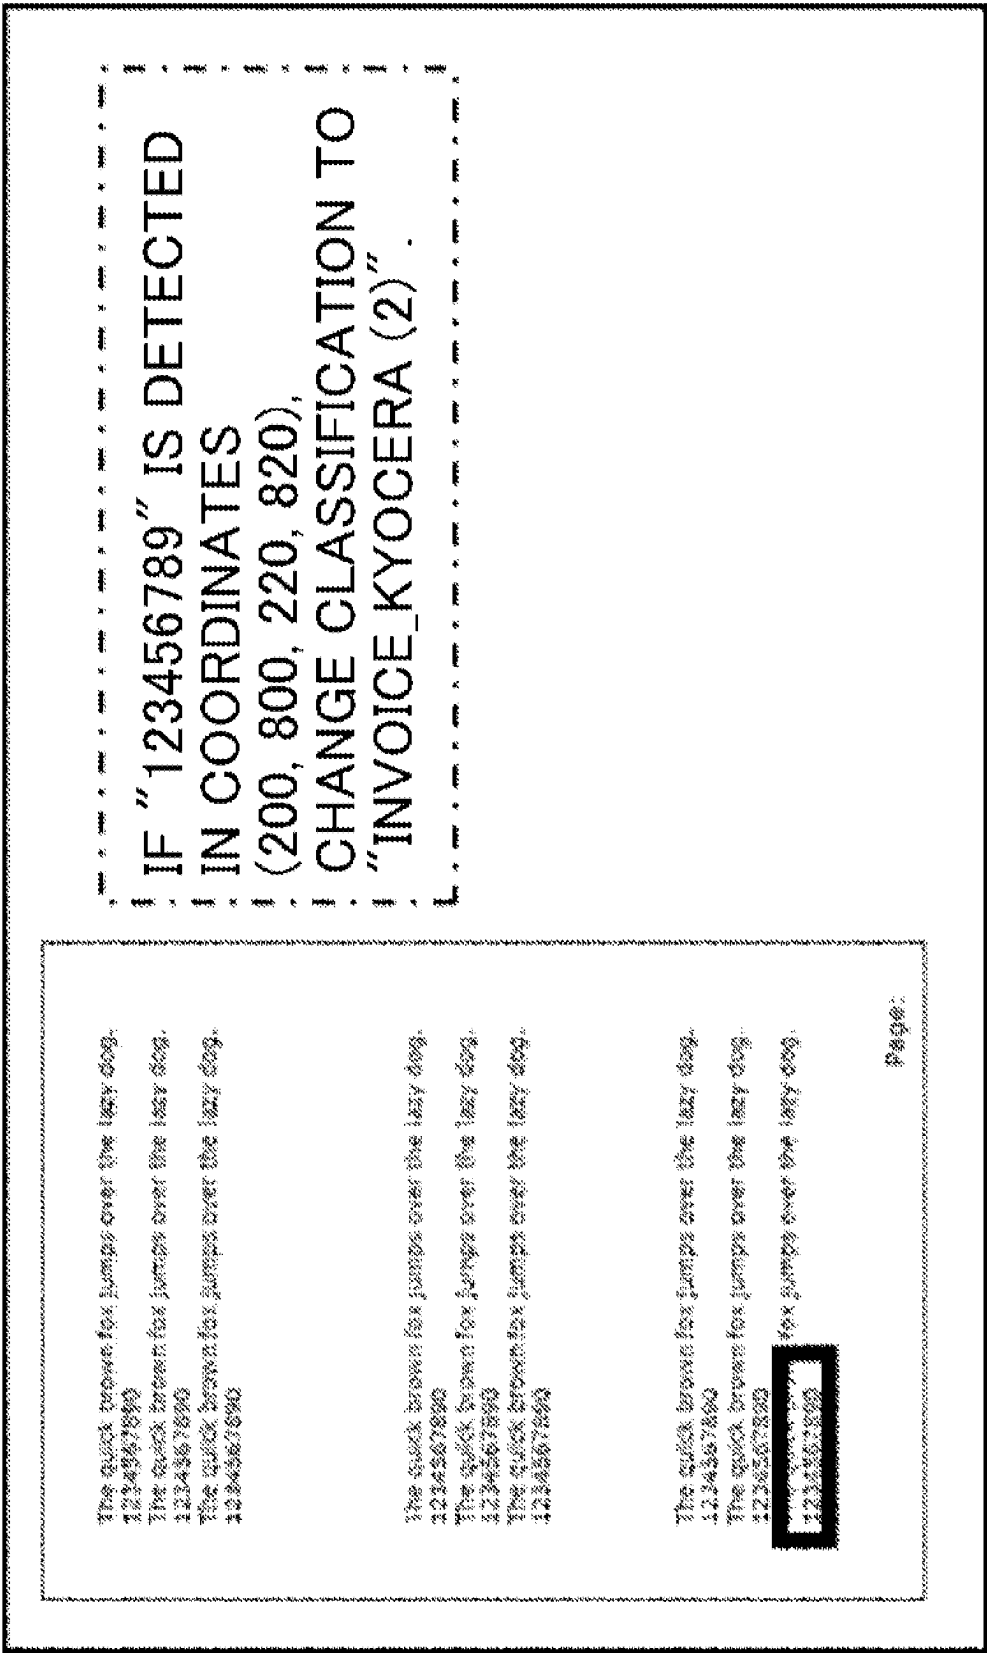 The quick brown fox jumps over the lazy dog.
1234567890
The quick brown fox jumps over the lazy dog.
1234567890
The quick brown fox jumps over the lazy dog.
1234567890
The quick brown fox jumps over the lazy dog.
1234567890
The quick brown fox jumps over the lazy dog.
1234567890
The quick brown fox jumps over the lazy dog.
1234567890
The quick brown fox jumps over the lazy dog.
1234567890
The quick brown fox jumps over the lazy dog.
1234567890
fox jumps over the lazy dog.
1234567890
Page:
IF "123456789" IS DETECTED
IN COORDINATES
(200, 800, 220, 820),
CHANGE CLASSIFICATION TO
"INVOICE_KYOCERA (2)".